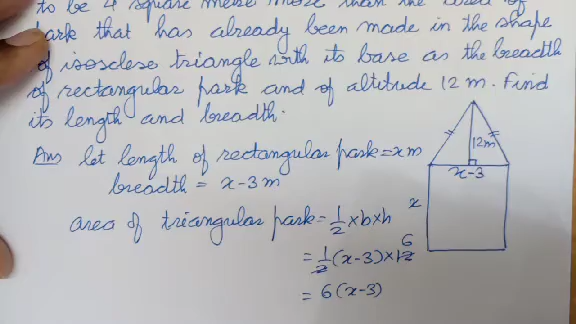 to be 4 square metre more than the area of
park that has already been made in the shape
of isosclese triangle with its base as the breadth
of rectangular park and of altitude 12 m. Find
its length and breadth.
Ans let length of rectangular park = x m
breadth = x-3 m
area of triangular park = 1/2 × b × h
= 1/2 (x-3) × 12 6
= 6(x-3)
12m
x-3
x